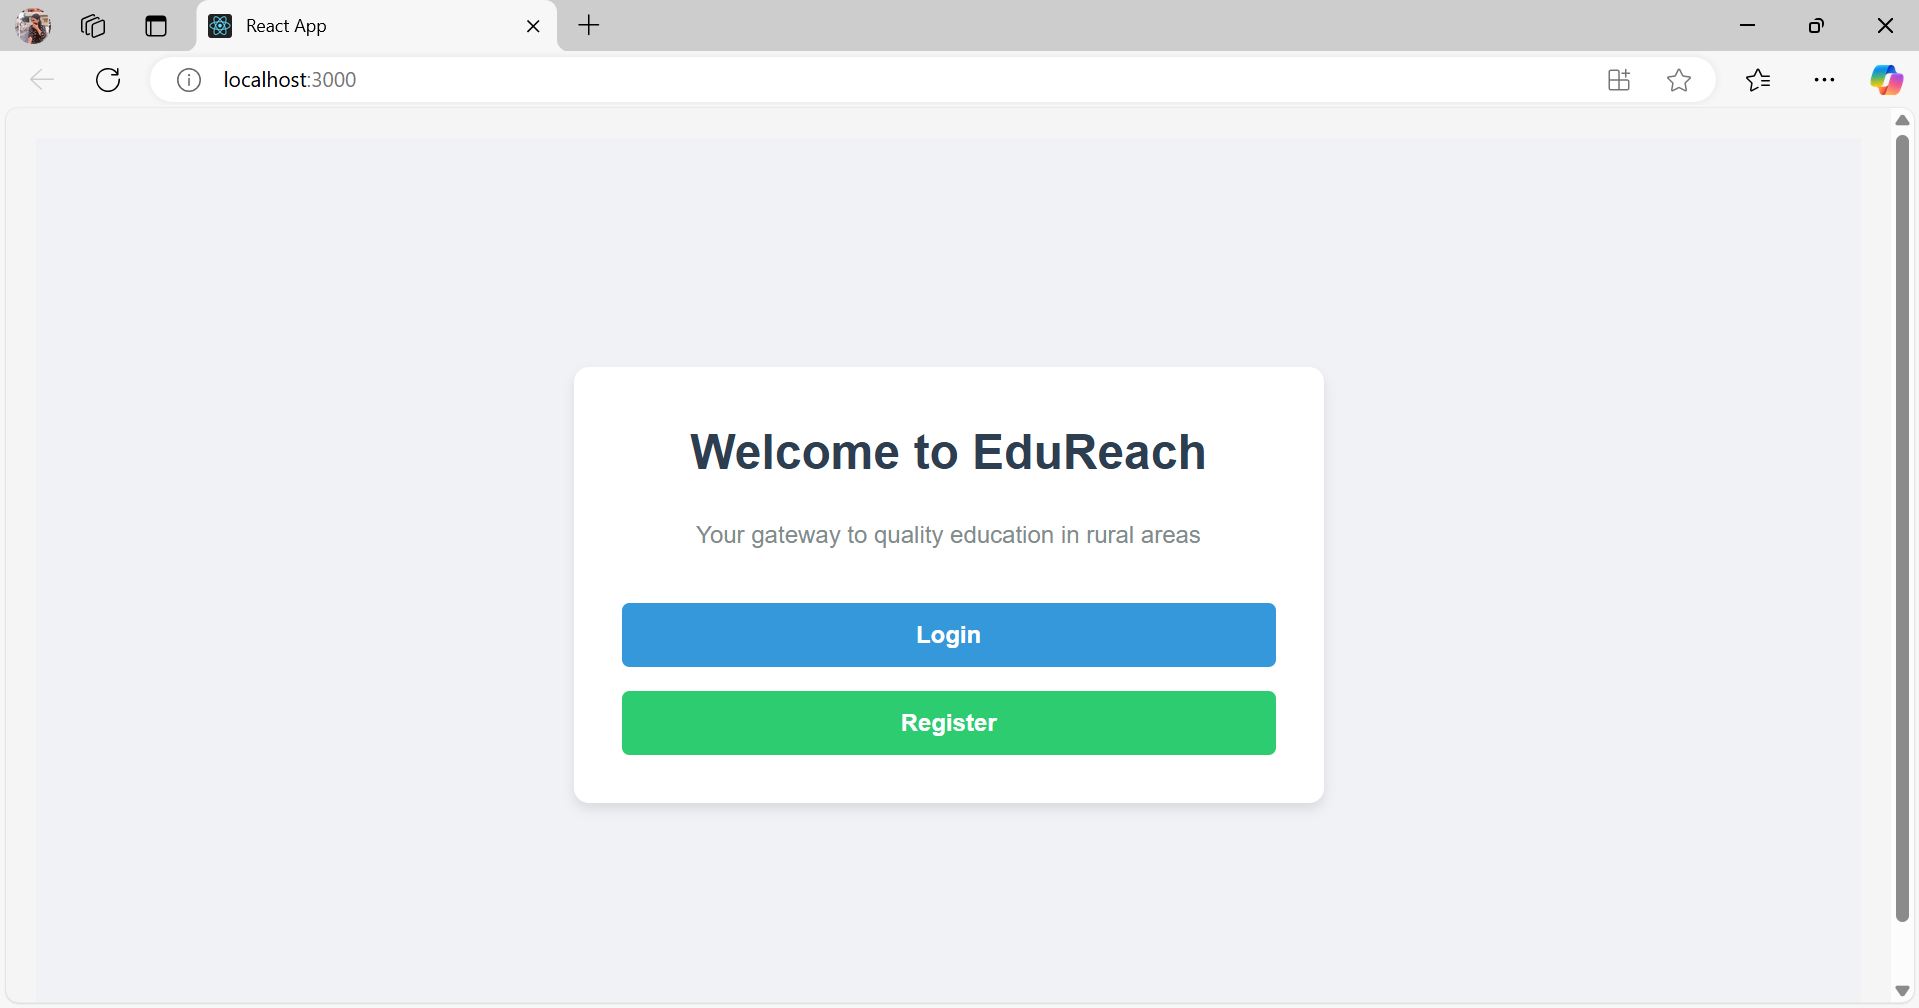 React App
localhost:3000
Welcome to EduReach
Your gateway to quality education in rural areas
Login
Register